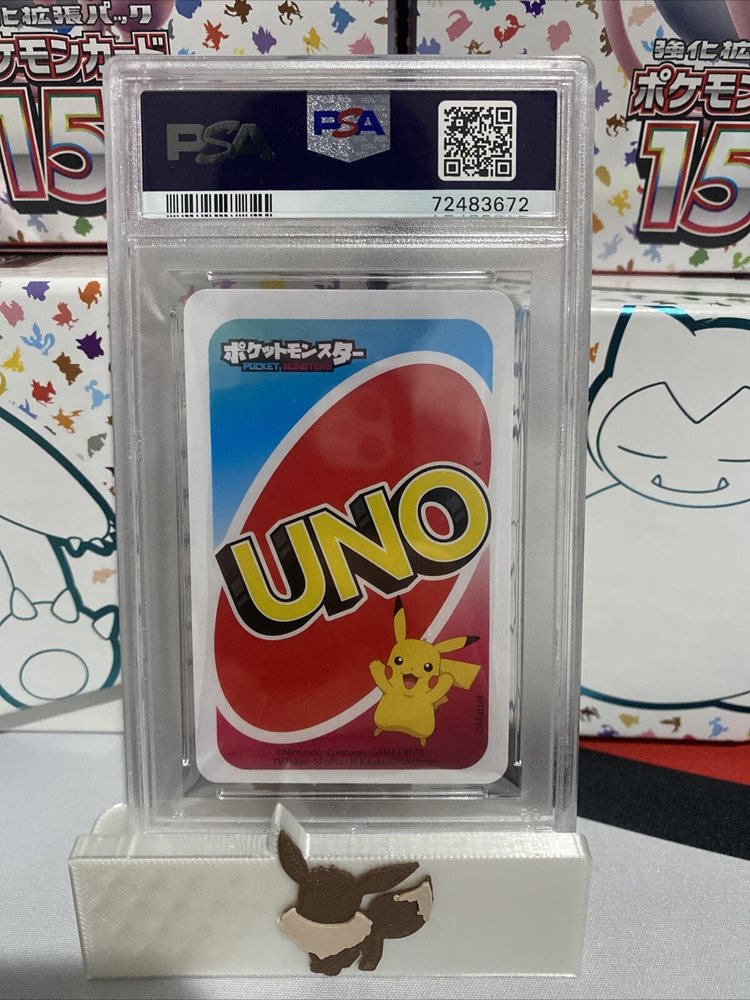 化拡張パック
ポケモンカード
15
強化拡
ポケモ
15
PSA
PSA
72483672
ポケットモンスター
POCKET MONSTERS
UNO
™
©Mattel
©Nintendo・Creatures・GAME FREAK・
TV Tokyo・ShoPro・JR Kikaku ©Pokémon